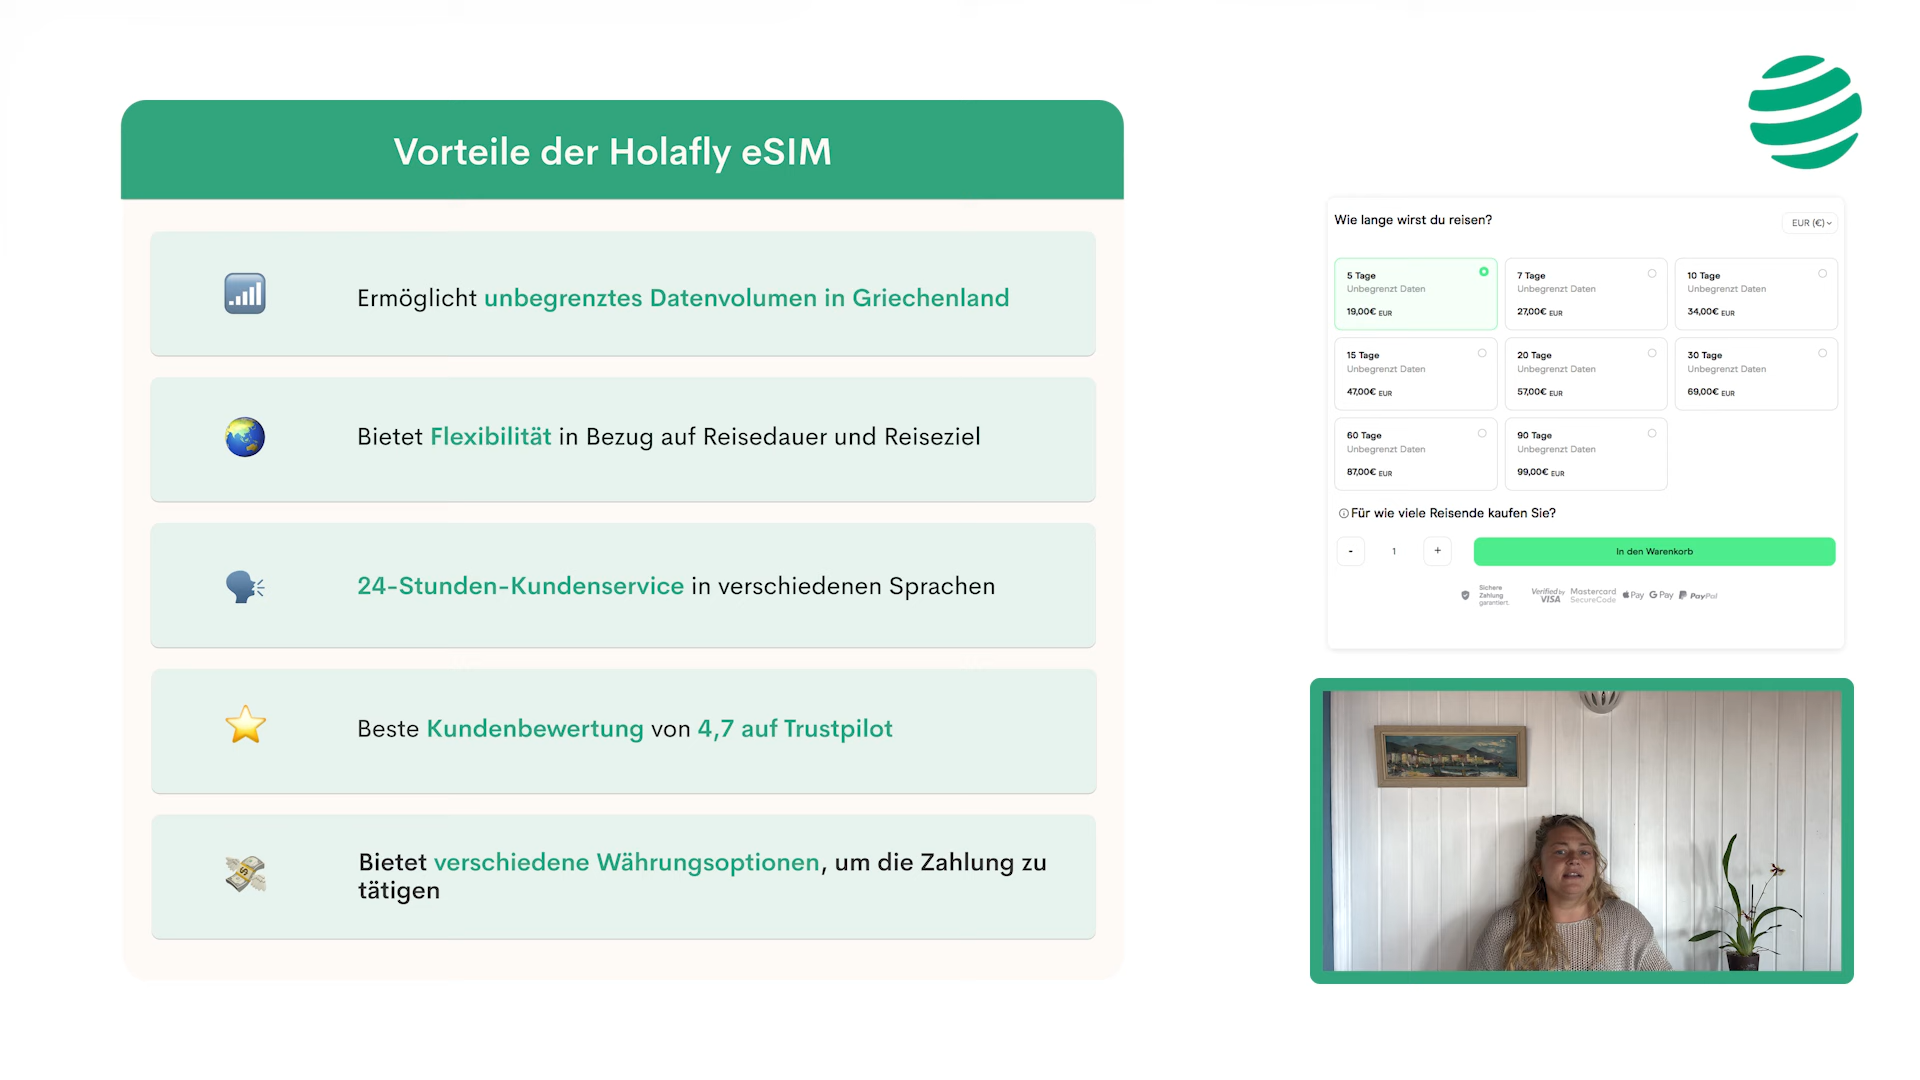 Vorteile der Holafly eSIM
Ermöglicht unbegrenztes Datenvolumen in Griechenland
Bietet Flexibilität in Bezug auf Reisedauer und Reiseziel
24-Stunden-Kundenservice in verschiedenen Sprachen
Beste Kundenbewertung von 4,7 auf Trustpilot
Bietet verschiedene Währungsoptionen, um die Zahlung zu
tätigen
Wie lange wirst du reisen?
EUR (€)
5 Tage
Unbegrenzt Daten
19,00€ EUR
7 Tage
Unbegrenzt Daten
27,00€ EUR
10 Tage
Unbegrenzt Daten
34,00€ EUR
15 Tage
Unbegrenzt Daten
47,00€ EUR
20 Tage
Unbegrenzt Daten
57,00€ EUR
30 Tage
Unbegrenzt Daten
69,00€ EUR
60 Tage
Unbegrenzt Daten
87,00€ EUR
90 Tage
Unbegrenzt Daten
99,00€ EUR
Für wie viele Reisende kaufen Sie?
- 1 +
In den Warenkorb
Sichere
Zahlung
garantiert.
Verified by
VISA
Mastercard
SecureCode
Pay
G Pay
PayPal